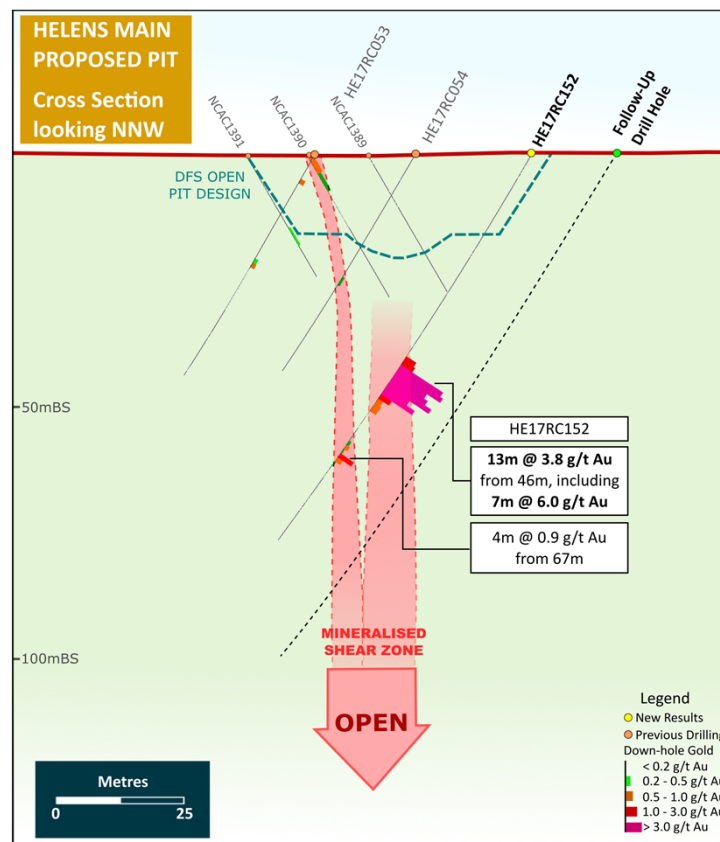 HELENS MAIN
PROPOSED PIT
Cross Section
looking NNW
NCAC1391
NCAC1390
HE17RC053
NCAC1389
HE17RC054
HE17RC152
Follow-Up
Drill Hole
DFS OPEN
PIT DESIGN
50mBS
HE17RC152
13m @ 3.8 g/t Au
from 46m, including
7m @ 6.0 g/t Au
4m @ 0.9 g/t Au
from 67m
MINERALISED
SHEAR ZONE
100mBS
OPEN
Metres
0 25
Legend
New Results
Previous Drilling
Down-hole Gold
< 0.2 g/t Au
0.2 - 0.5 g/t Au
0.5 - 1.0 g/t Au
1.0 - 3.0 g/t Au
> 3.0 g/t Au